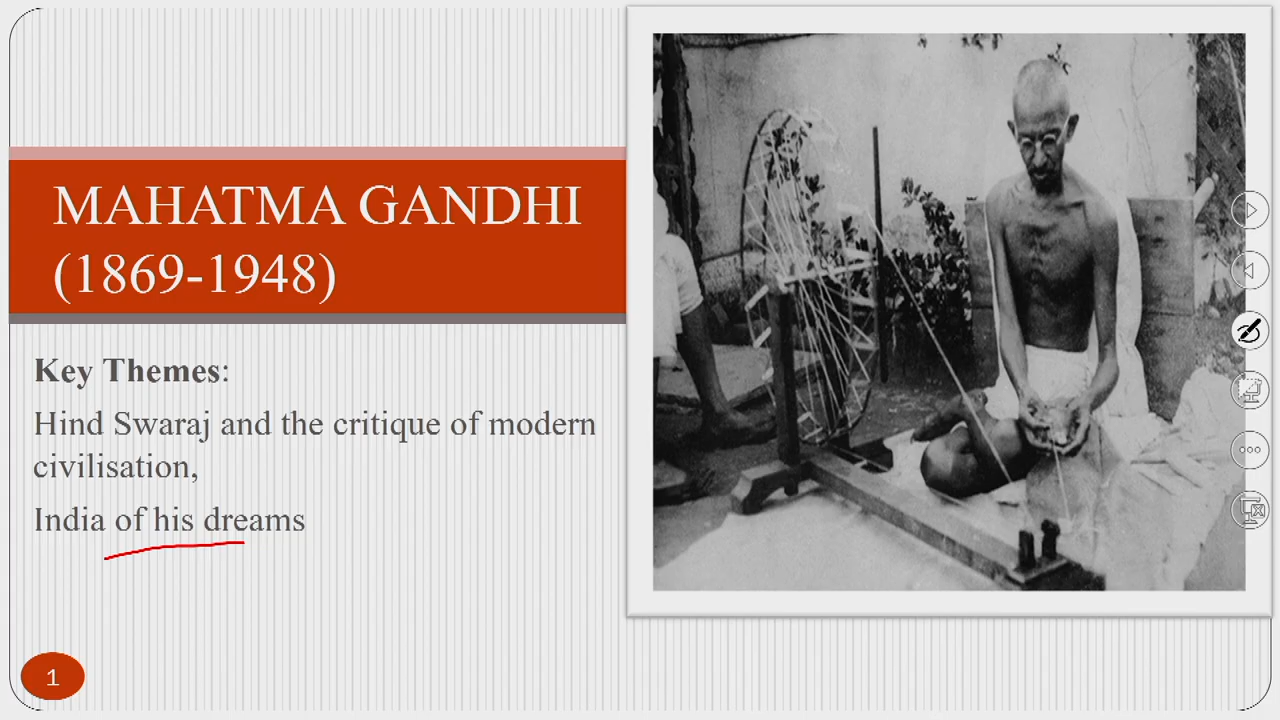 MAHATMA GANDHI
(1869-1948)
Key Themes:
Hind Swaraj and the critique of modern
civilisation,
India of his dreams
1